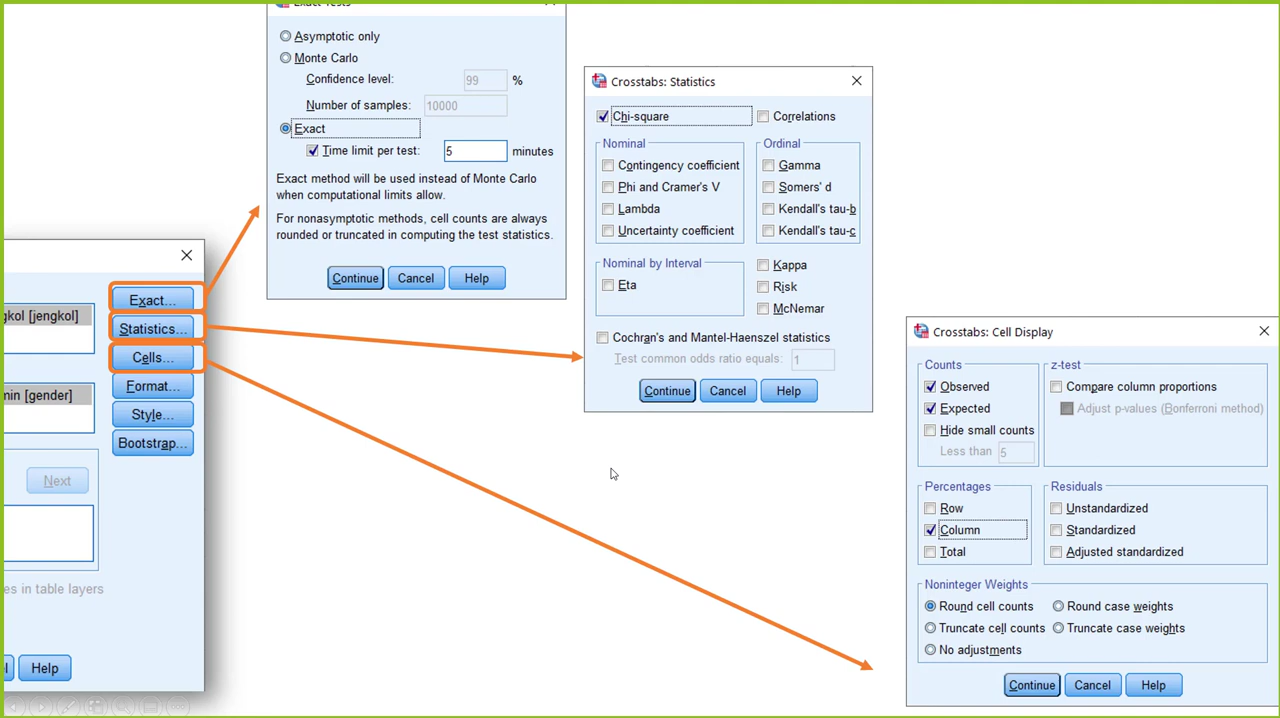 Exact Tests
Asymptotic only
Monte Carlo
Confidence level: 99 %
Number of samples: 10000
Exact
Time limit per test: 5 minutes
Exact method will be used instead of Monte Carlo
when computational limits allow.
For nonasymptotic methods, cell counts are always
rounded or truncated in computing the test statistics.
Continue Cancel Help
Crosstabs: Statistics
Chi-square Correlations
Nominal
Contingency coefficient
Phi and Cramer's V
Lambda
Uncertainty coefficient
Ordinal
Gamma
Somers' d
Kendall's tau-b
Kendall's tau-c
Nominal by Interval
Eta
Kappa
Risk
McNemar
Cochran's and Mantel-Haenszel statistics
Test common odds ratio equals: 1
Continue Cancel Help
gkol [jengkol]
min [gender]
Next
es in table layers
Exact...
Statistics...
Cells...
Format...
Style...
Bootstrap...
Help
Crosstabs: Cell Display
Counts
Observed
Expected
Hide small counts
Less than 5
z-test
Compare column proportions
Adjust p-values (Bonferroni method)
Percentages
Row
Column
Total
Residuals
Unstandardized
Standardized
Adjusted standardized
Noninteger Weights
Round cell counts Round case weights
Truncate cell counts Truncate case weights
No adjustments
Continue Cancel Help